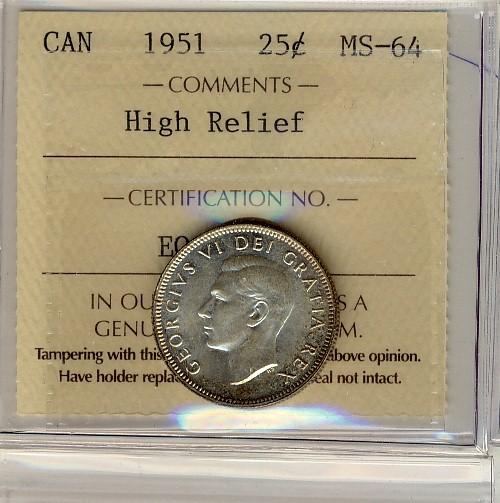 CAN 1951 25¢ MS-64
— COMMENTS —
High Relief
— CERTIFICATION NO. —
IN OU S A
GENU M.
Tampering with this above opinion.
Have holder repla eal not intact.
GEORGIVS VI DEI GRATIA REX